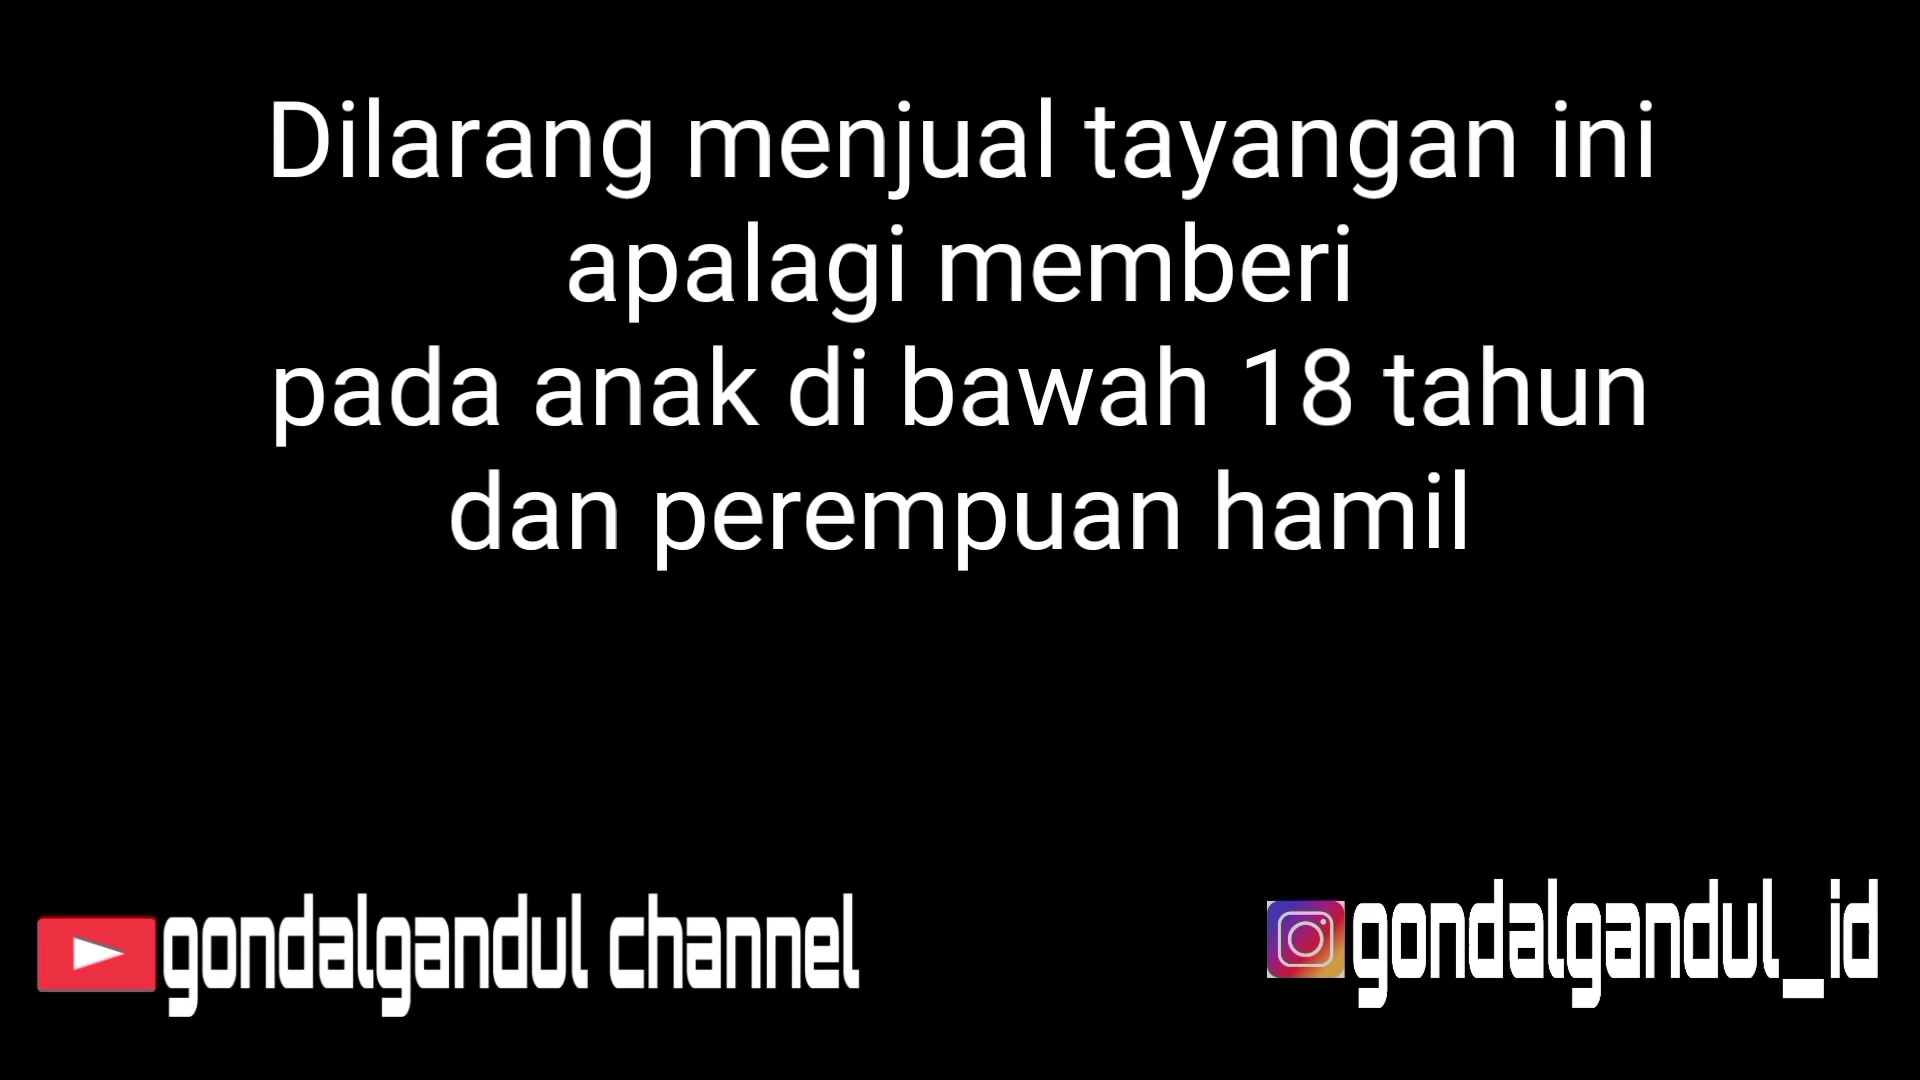 Dilarang menjual tayangan ini
apalagi memberi
pada anak di bawah 18 tahun
dan perempuan hamil
gondalgandul channel
gondalgandul_id